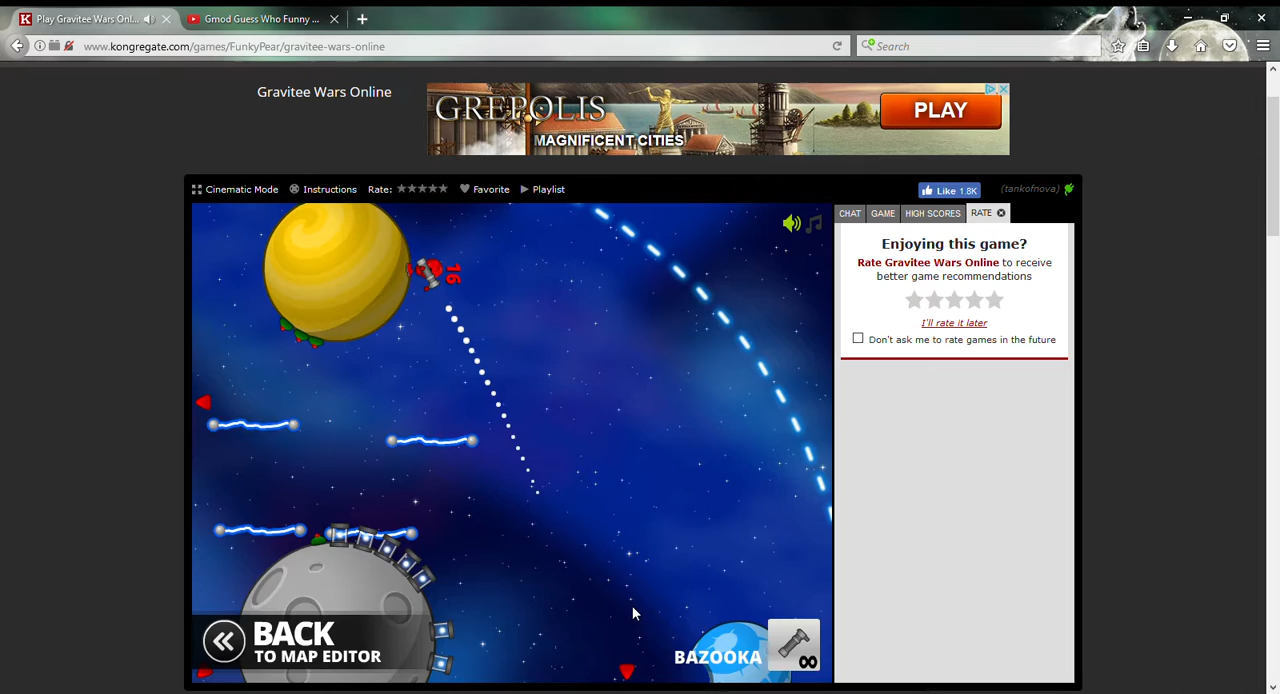 Play Gravitee Wars Onl...
Gmod Guess Who Funny ...
www.kongregate.com/games/FunkyPear/gravitee-wars-online
Search
Gravitee Wars Online
GREPOLIS
MAGNIFICENT CITIES
PLAY
Cinematic Mode
Instructions
Rate:
Favorite
Playlist
Like 1.8K
(tankofnova)
CHAT
GAME
HIGH SCORES
RATE
Enjoying this game?
Rate Gravitee Wars Online to receive
better game recommendations
I'll rate it later
Don't ask me to rate games in the future
16
BACK
TO MAP EDITOR
BAZOOKA
∞